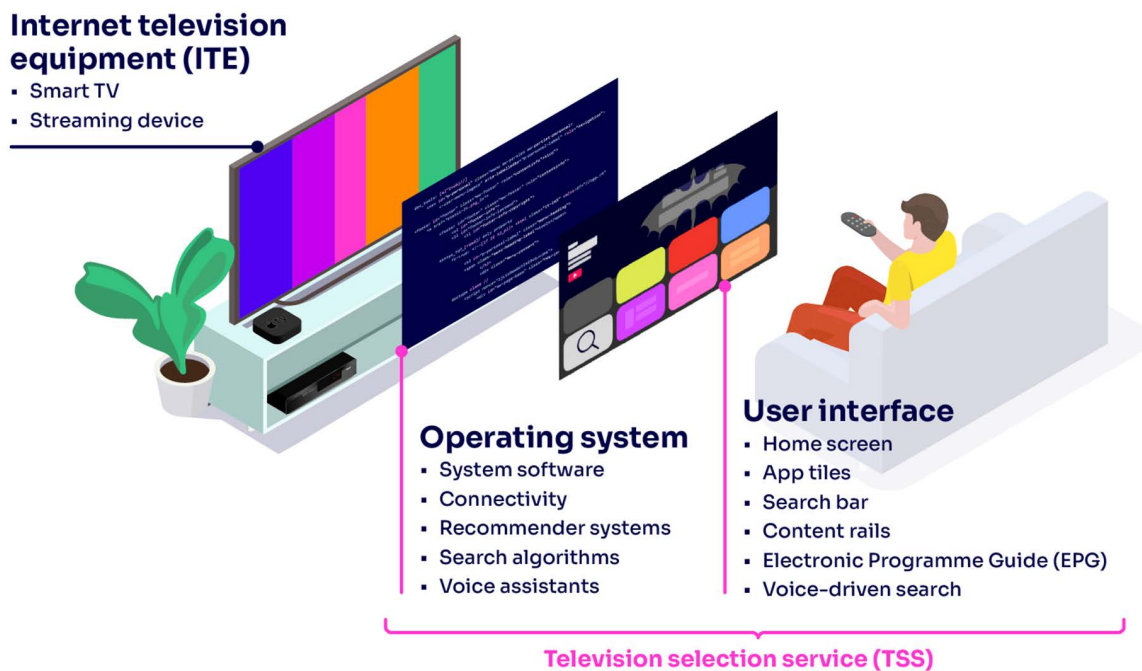 Internet television
equipment (ITE)
▪ Smart TV
▪ Streaming device
Operating system
▪ System software
▪ Connectivity
▪ Recommender systems
▪ Search algorithms
▪ Voice assistants
User interface
▪ Home screen
▪ App tiles
▪ Search bar
▪ Content rails
▪ Electronic Programme Guide (EPG)
▪ Voice-driven search
Television selection service (TSS)